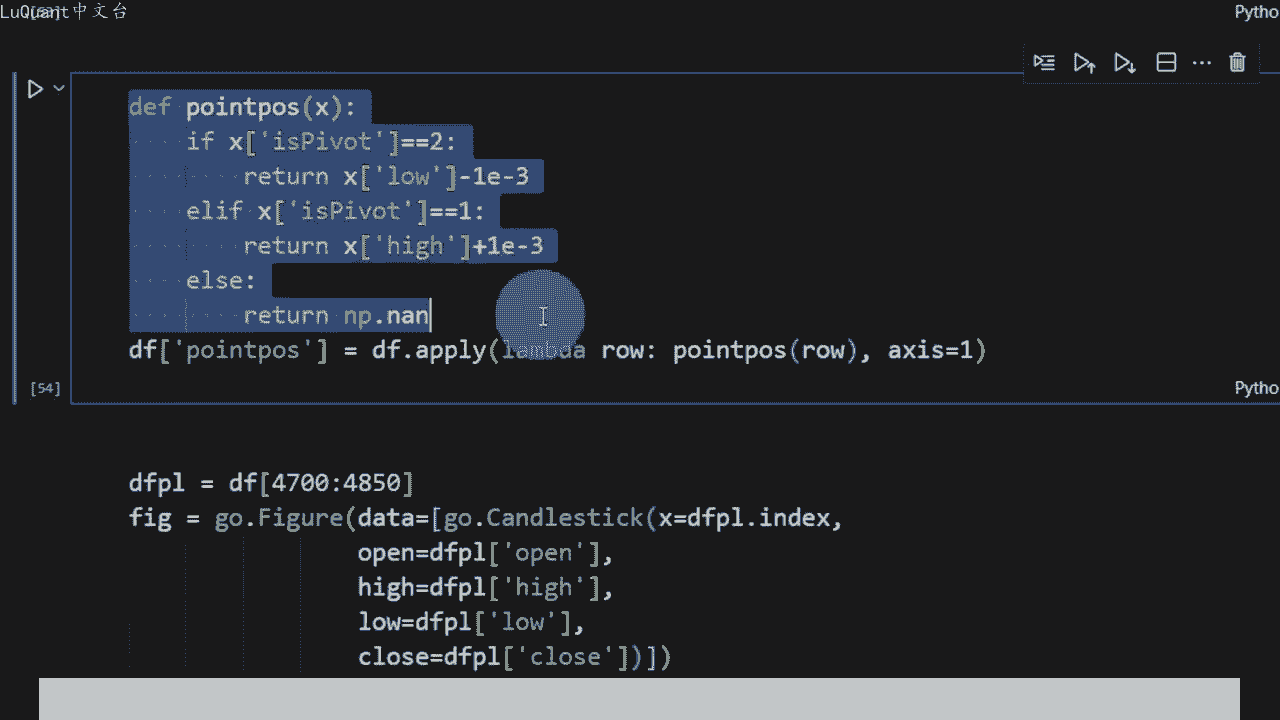 LuQuant中文台
Pytho
def pointpos(x):
if x['isPivot']==2:
return x['low']-1e-3
elif x['isPivot']==1:
return x['high']+1e-3
else:
return np.nan
df['pointpos'] = df.apply(lambda row: pointpos(row), axis=1)
[54]
Pytho
dfpl = df[4700:4850]
fig = go.Figure(data=[go.Candlestick(x=dfpl.index,
open=dfpl['open'],
high=dfpl['high'],
low=dfpl['low'],
close=dfpl['close'])])